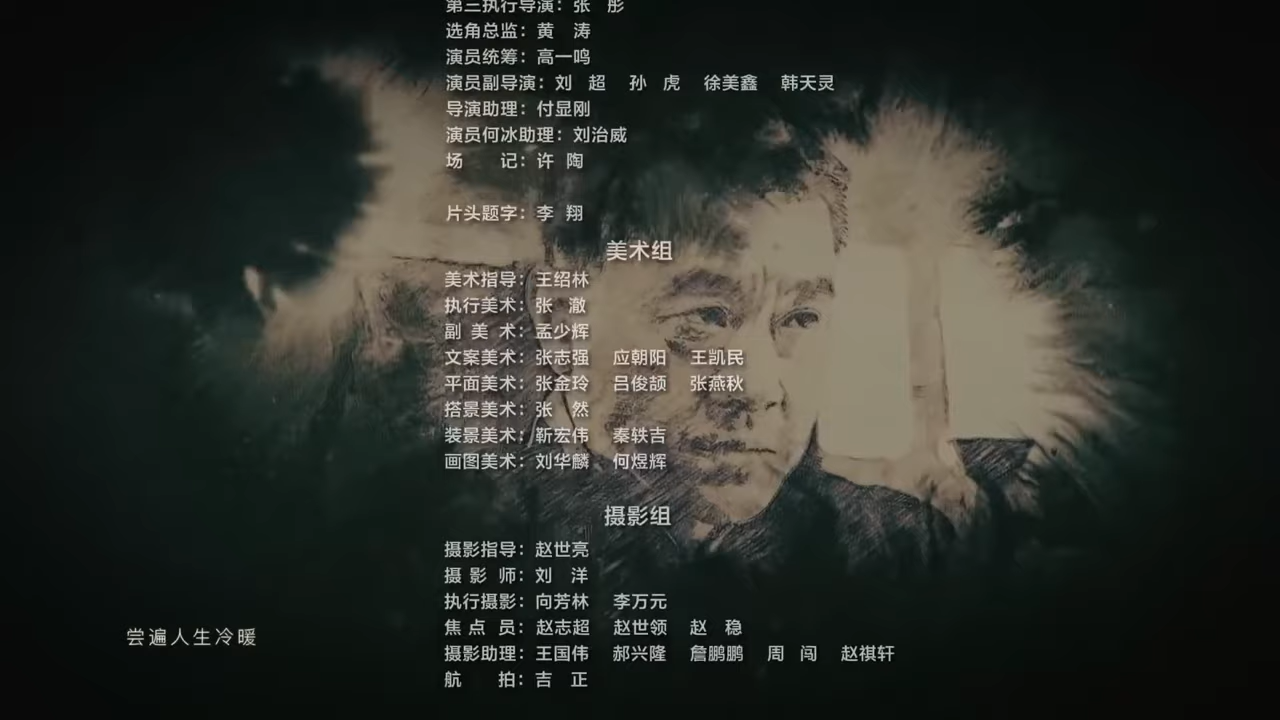 第三执行导演：张 彤
选角总监：黄 涛
演员统筹：高一鸣
演员副导演：刘 超 孙 虎 徐美鑫 韩天灵
导演助理：付显刚
演员何冰助理：刘治威
场 记：许 陶
片头题字：李 翔
美术组
美术指导：王绍林
执行美术：张 澈
副 美 术：孟少辉
文案美术：张志强 应朝阳 王凯民
平面美术：张金玲 吕俊颉 张燕秋
搭景美术：张 然
装景美术：靳宏伟 秦轶吉
画图美术：刘华麟 何煜辉
摄影组
摄影指导：赵世亮
摄 影 师：刘 洋
执行摄影：向芳林 李万元
焦 点 员：赵志超 赵世领 赵 稳
摄影助理：王国伟 郝兴隆 詹鹏鹏 周 闯 赵祺轩
航 拍：吉 正
尝遍人生冷暖